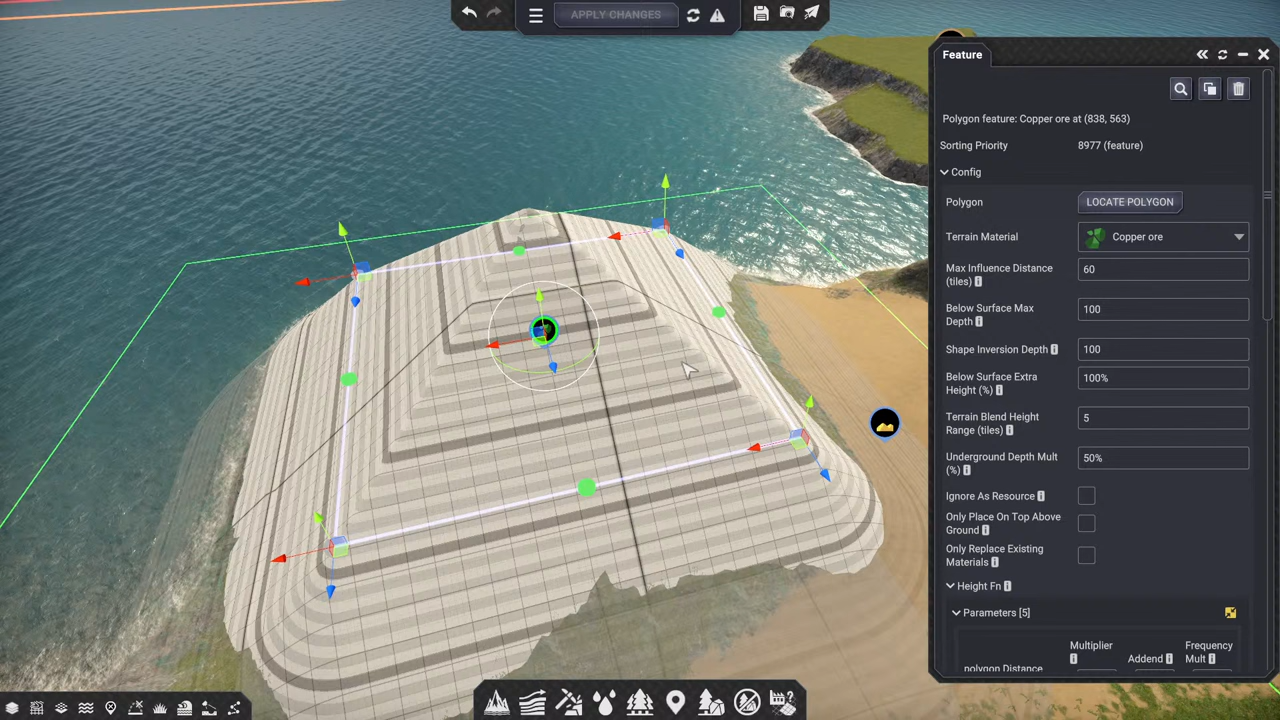 APPLY CHANGES
Feature
Polygon feature: Copper ore at (838, 563)
Sorting Priority
8977 (feature)
Config
Polygon
LOCATE POLYGON
Terrain Material
Copper ore
Max Influence Distance
(tiles)
60
Below Surface Max
Depth
100
Shape Inversion Depth
100
Below Surface Extra
Height (%)
100%
Terrain Blend Height
Range (tiles)
5
Underground Depth Mult
(%)
50%
Ignore As Resource
Only Place On Top Above
Ground
Only Replace Existing
Materials
Height Fn
Parameters [5]
Multiplier
Addend
Frequency
Mult
polygon Distance